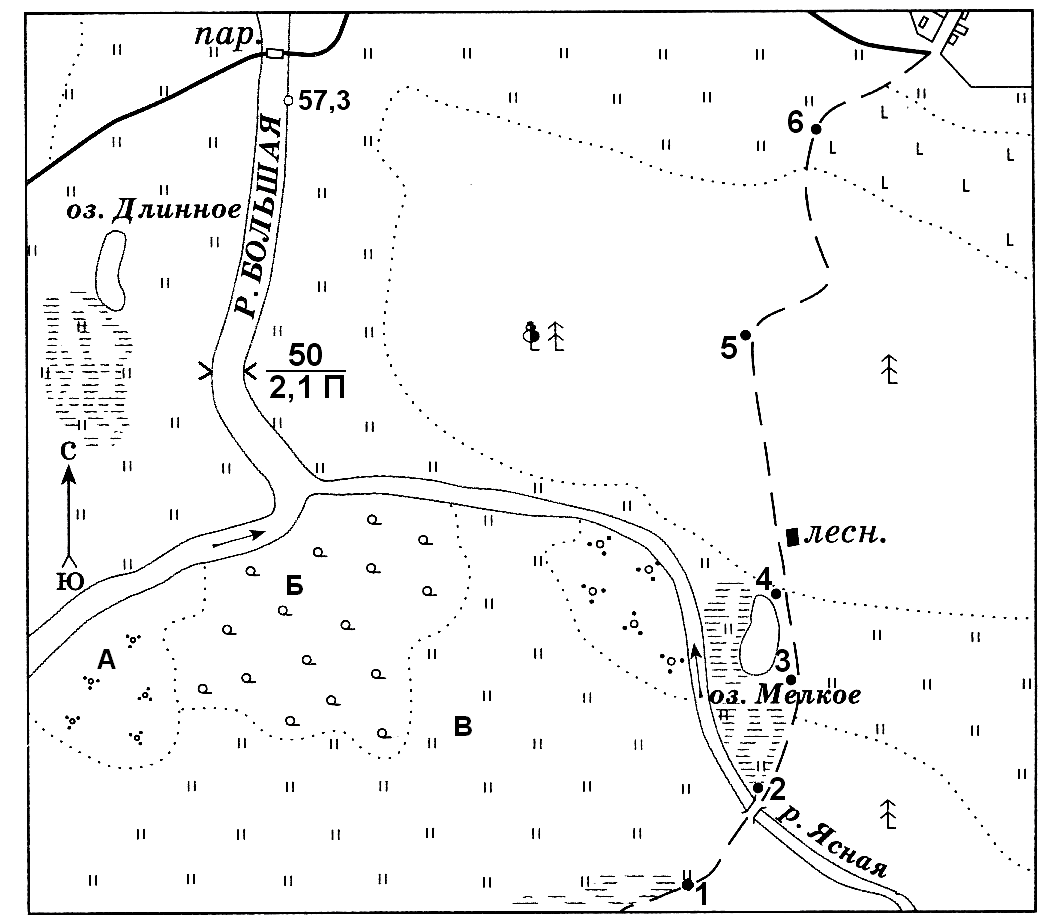 пар.
57,3
6
оз. Длинное
Р. БОЛЬШАЯ
5
50
2,1 П
С
лесн.
Ю
Б
4
А
3
оз. Мелкое
В
2
р. Ясная
1